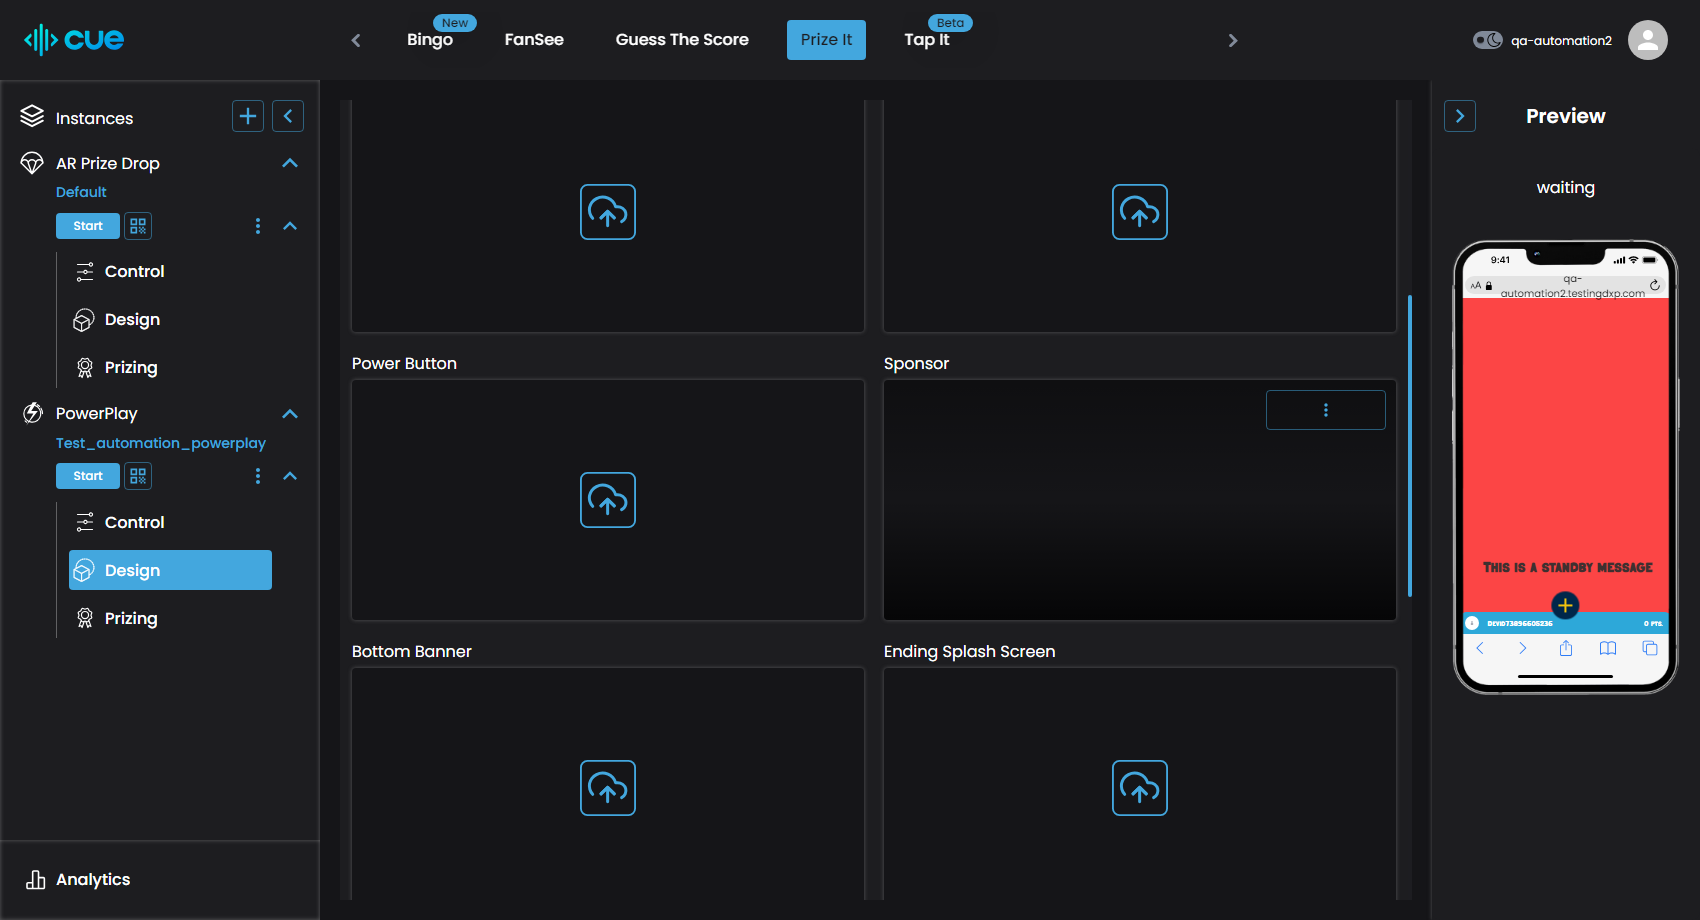 cue
New
Bingo
FanSee
Guess The Score
Prize It
Beta
Tap It
qa-automation2
Instances
AR Prize Drop
Default
Start
Control
Design
Prizing
PowerPlay
Test_automation_powerplay
Start
Control
Design
Prizing
Analytics
Power Button
Sponsor
Bottom Banner
Ending Splash Screen
Preview
waiting
9:41
AA
qa-
automation2.testingdxp.com
THIS IS A STANDBY MESSAGE
DEVID73896605236
0 PTS.